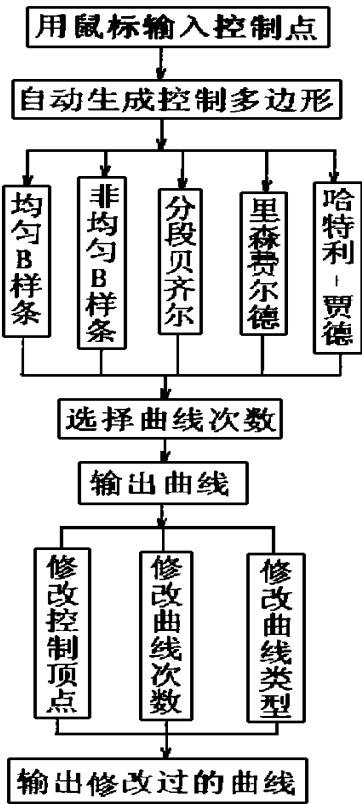 用鼠标输入控制点
自动生成控制多边形
均匀B样条
非均匀B样条
分段贝齐尔
里森费尔德
哈特利-贾德
选择曲线次数
输出曲线
修改控制顶点
修改曲线次数
修改曲线类型
输出修改过的曲线